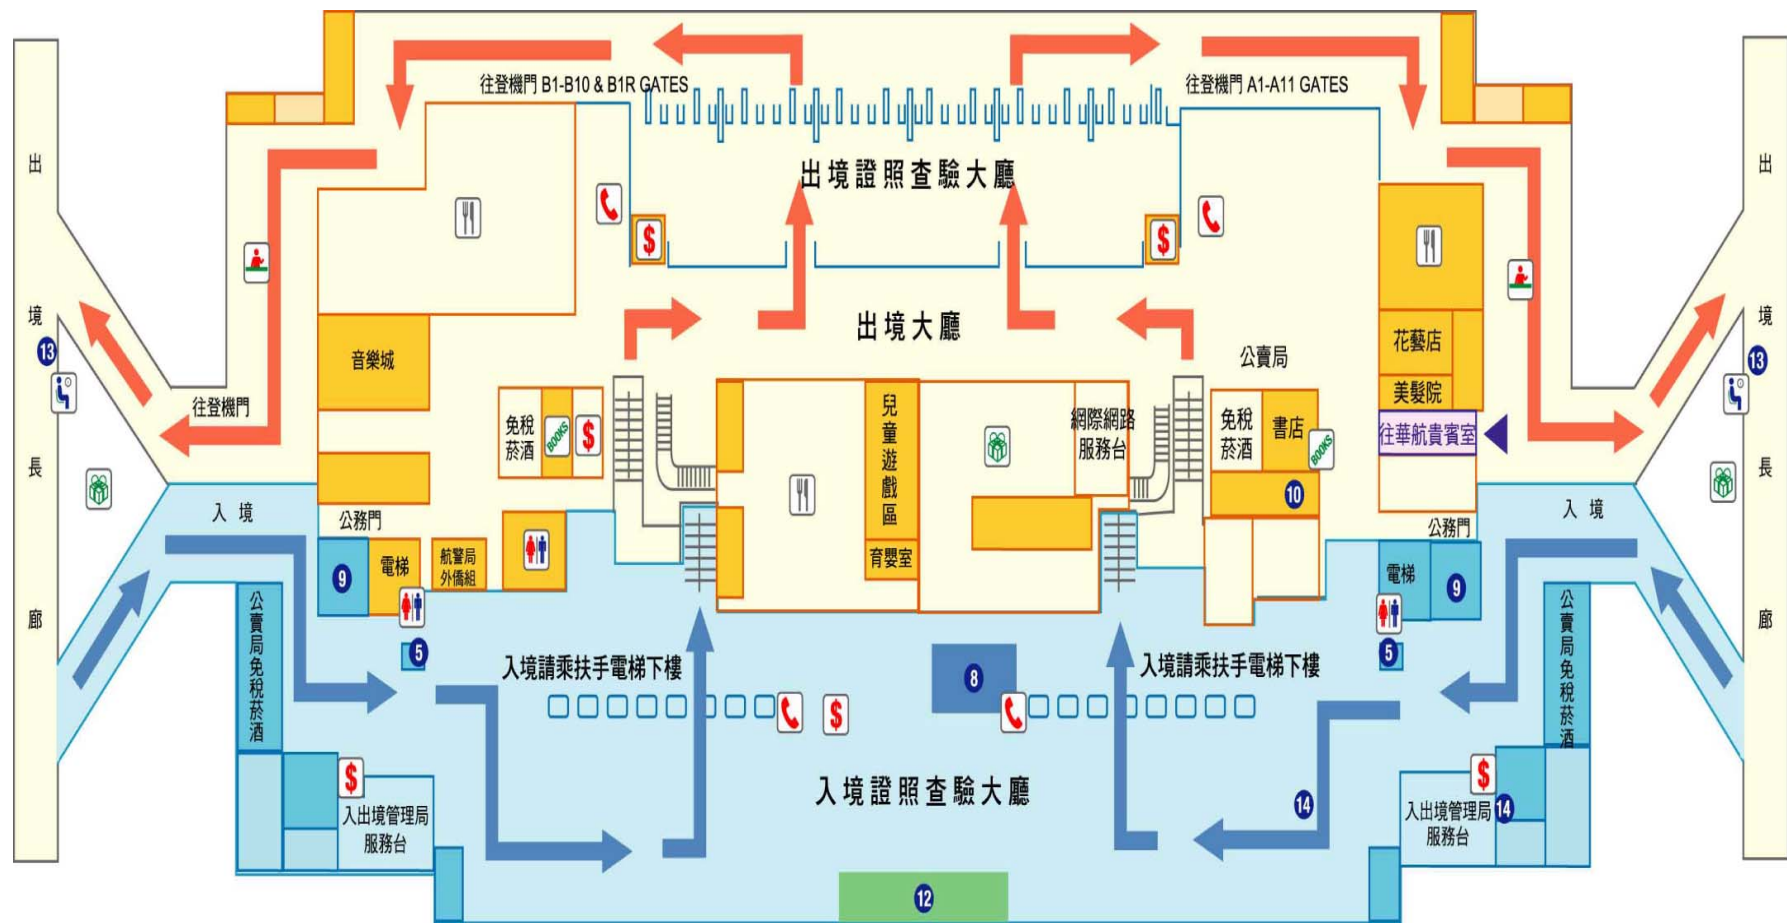 往登機門 B1-B10 & B1R GATES
往登機門 A1-A11 GATES
出境證照查驗大廳
出境長廊
出境長廊
$
$
出境大廳
音樂城
公賣局
花藝店
美髮院
往華航貴賓室
13
13
往登機門
免稅
菸酒
BOOKS
$
兒童遊戲區
育嬰室
網際網路
服務台
免稅
菸酒
書店
BOOKS
10
入境
入境
公務門
公務門
9
電梯
航警局
外僑組
電梯
9
5
5
公賣局免稅菸酒
公賣局免稅菸酒
入境請乘扶手電梯下樓
8
入境請乘扶手電梯下樓
$
入境證照查驗大廳
14
$
入出境管理局
服務台
$
入出境管理局
服務台
14
12